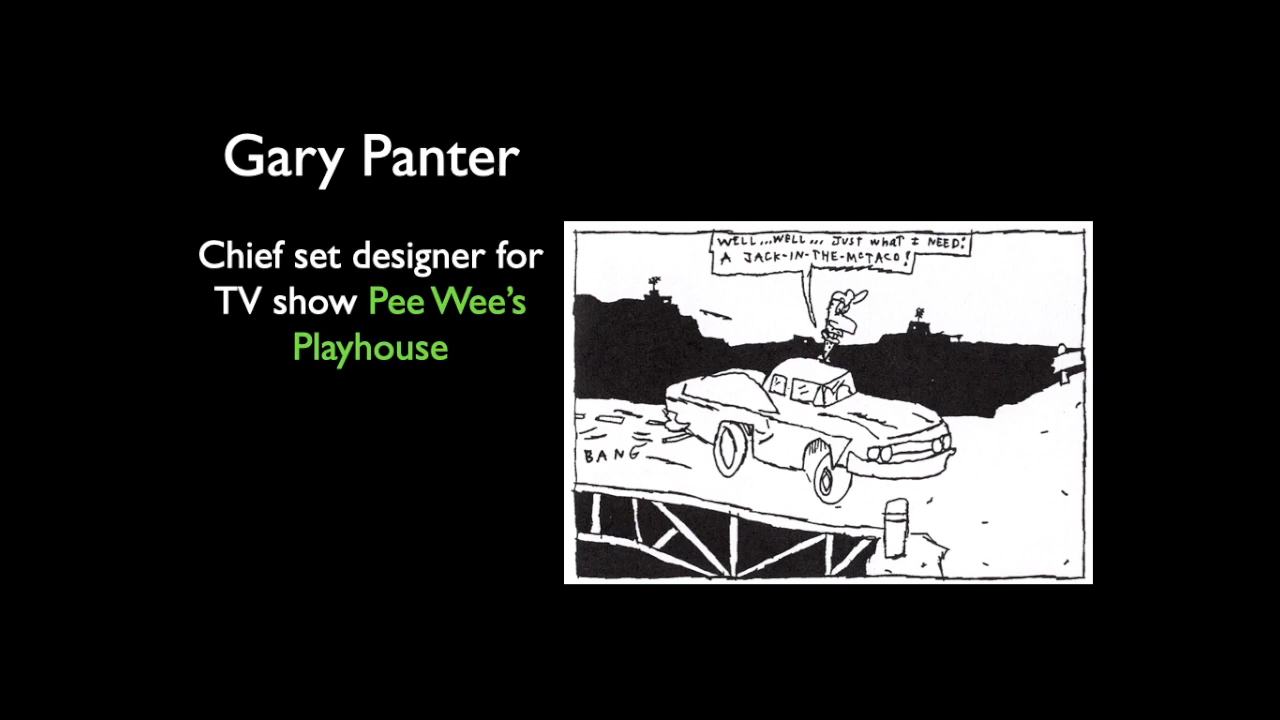 Gary Panter
Chief set designer for
TV show Pee Wee's
Playhouse
WELL...WELL... JUST WHAT I NEED!
A JACK-IN-THE-McTACO!
BANG